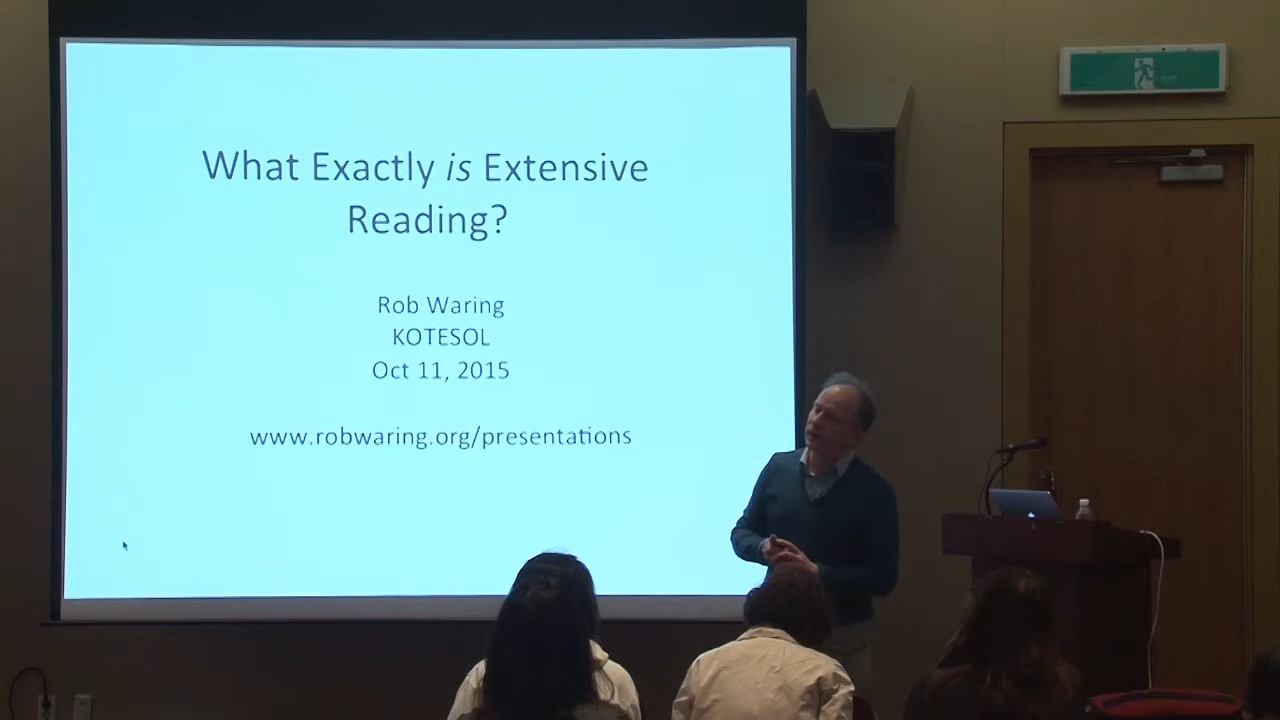 What Exactly is Extensive
Reading?
Rob Waring
KOTESOL
Oct 11, 2015
www.robwaring.org/presentations